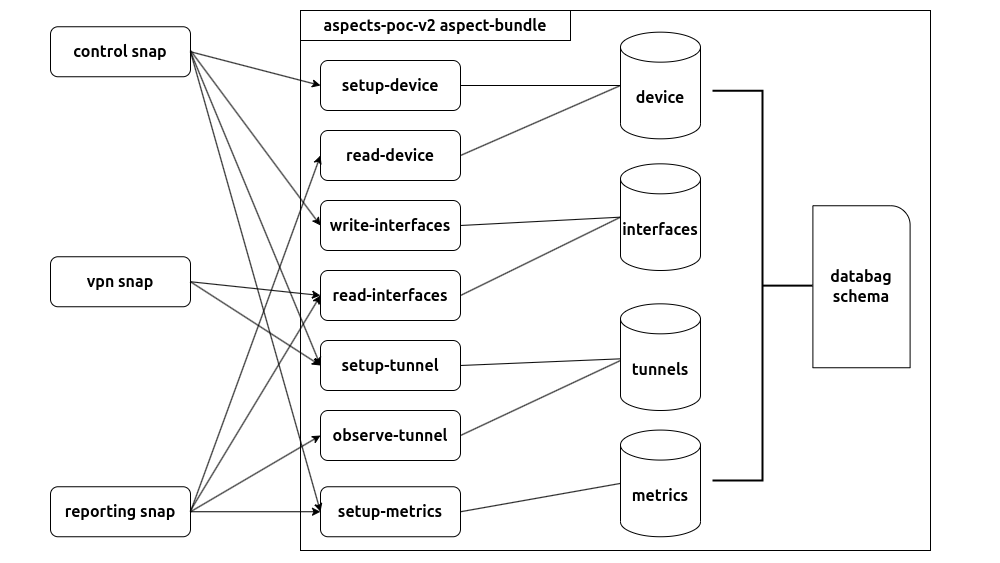 aspects-poc-v2 aspect-bundle
control snap
vpn snap
reporting snap
setup-device
read-device
write-interfaces
read-interfaces
setup-tunnel
observe-tunnel
setup-metrics
device
interfaces
tunnels
metrics
databag
schema